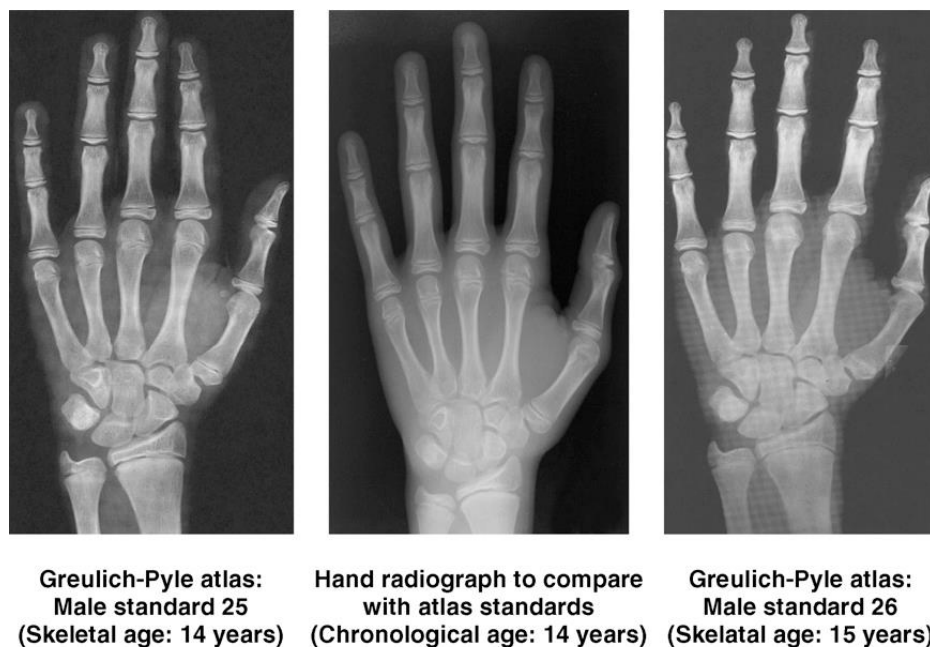 Greulich-Pyle atlas:
Male standard 25
(Skeletal age: 14 years)
Hand radiograph to compare
with atlas standards
(Chronological age: 14 years)
Greulich-Pyle atlas:
Male standard 26
(Skelatal age: 15 years)